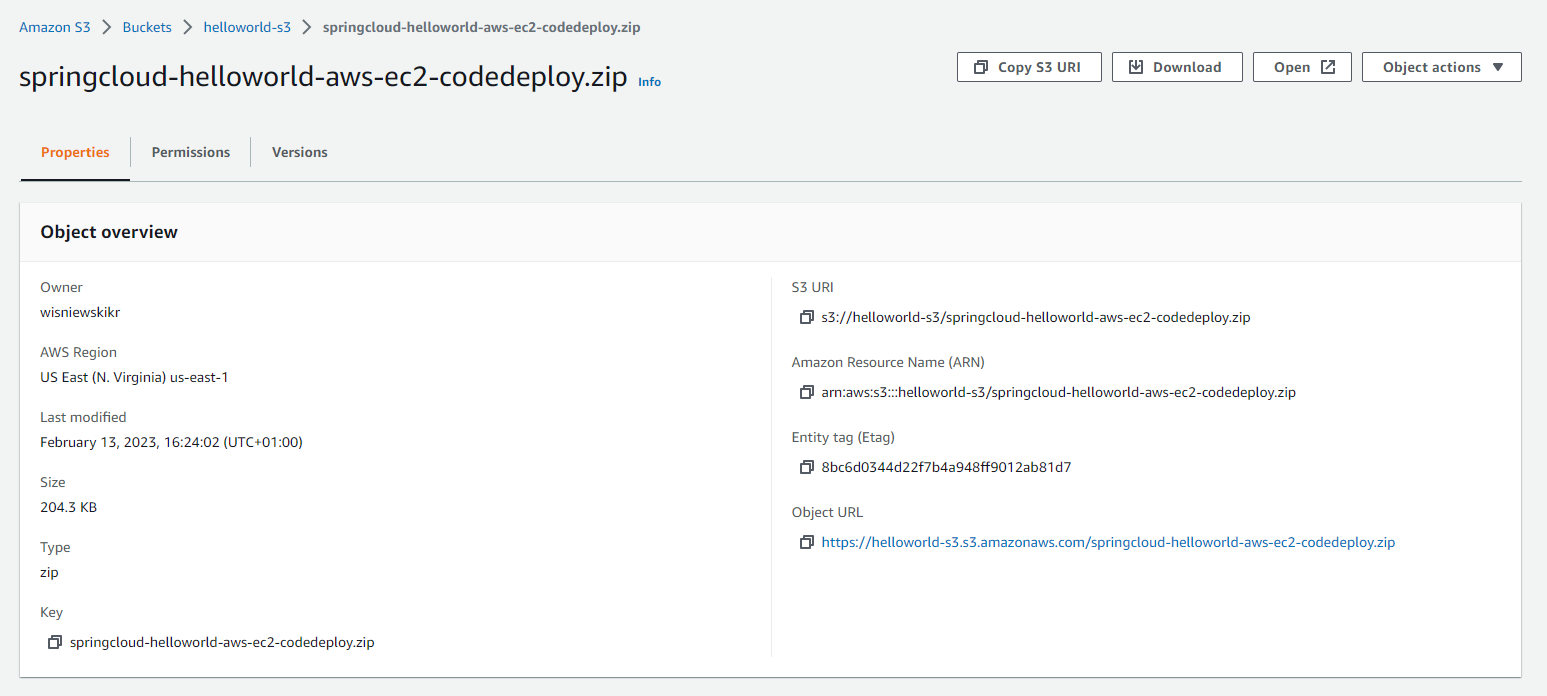 Amazon S3 > Buckets > helloworld-s3 > springcloud-helloworld-aws-ec2-codedeploy.zip
springcloud-helloworld-aws-ec2-codedeploy.zip Info
Copy S3 URI Download Open Object actions
Properties Permissions Versions
Object overview
Owner
wisniewskikr
AWS Region
US East (N. Virginia) us-east-1
Last modified
February 13, 2023, 16:24:02 (UTC+01:00)
Size
204.3 KB
Type
zip
Key
springcloud-helloworld-aws-ec2-codedeploy.zip
S3 URI
s3://helloworld-s3/springcloud-helloworld-aws-ec2-codedeploy.zip
Amazon Resource Name (ARN)
arn:aws:s3:::helloworld-s3/springcloud-helloworld-aws-ec2-codedeploy.zip
Entity tag (Etag)
8bc6d0344d22f7b4a948ff9012ab81d7
Object URL
https://helloworld-s3.s3.amazonaws.com/springcloud-helloworld-aws-ec2-codedeploy.zip